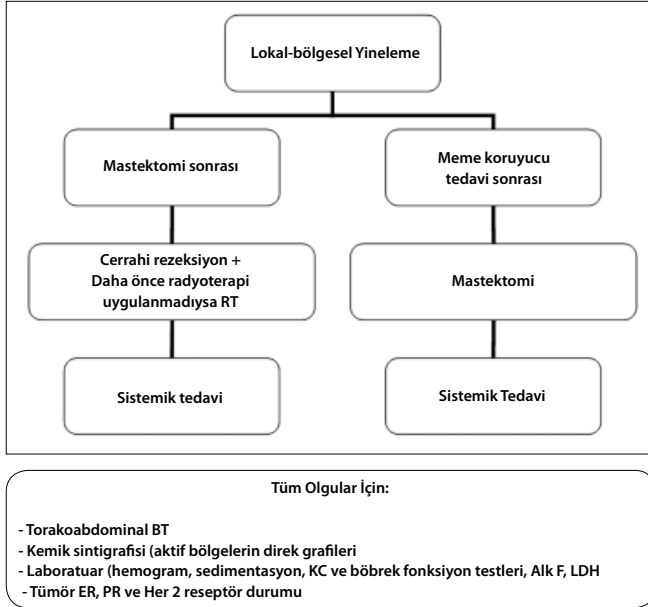 Lokal-bölgesel Yineleme
Mastektomi sonrası
Meme koruyucu
tedavi sonrası
Cerrahi rezeksiyon +
Daha önce radyoterapi
uygulanmadıysa RT
Mastektomi
Sistemik tedavi
Sistemik Tedavi
Tüm Olgular İçin:
- Torakoabdominal BT
- Kemik sintigrafisi (aktif bölgelerin direk grafileri
- Laboratuar (hemogram, sedimentasyon, KC ve böbrek fonksiyon testleri, Alk F, LDH
- Tümör ER, PR ve Her 2 reseptör durumu